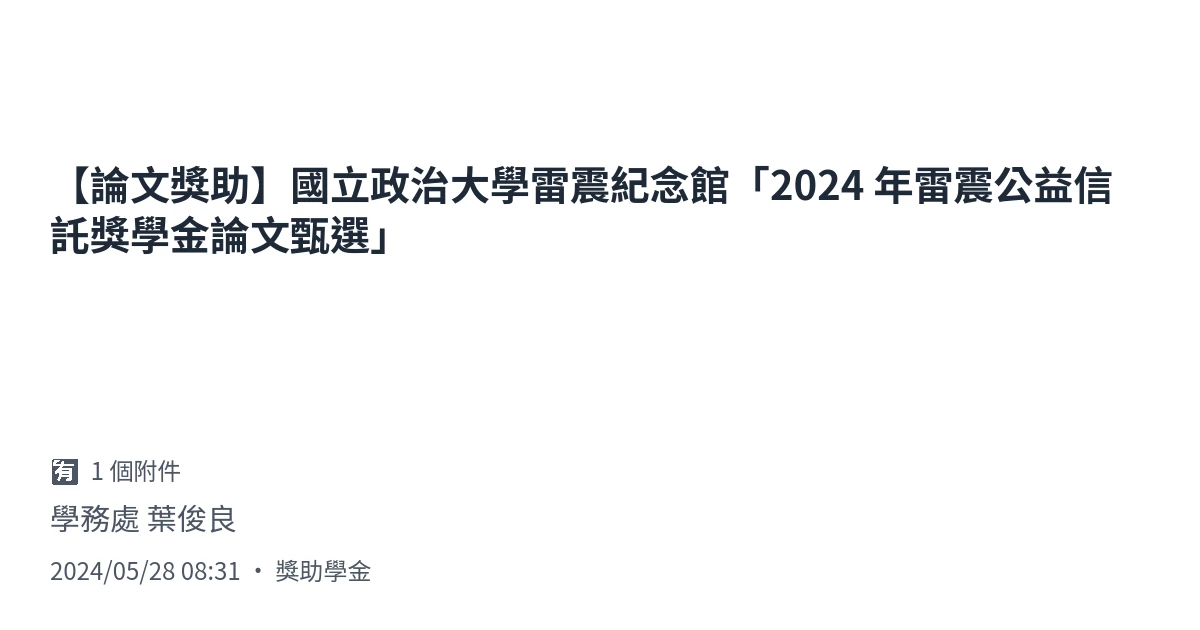 【論文獎助】國立政治大學雷震紀念館「2024 年雷震公益信
託獎學金論文甄選」
有 1 個附件
學務處 葉俊良
2024/05/28 08:31 • 獎助學金